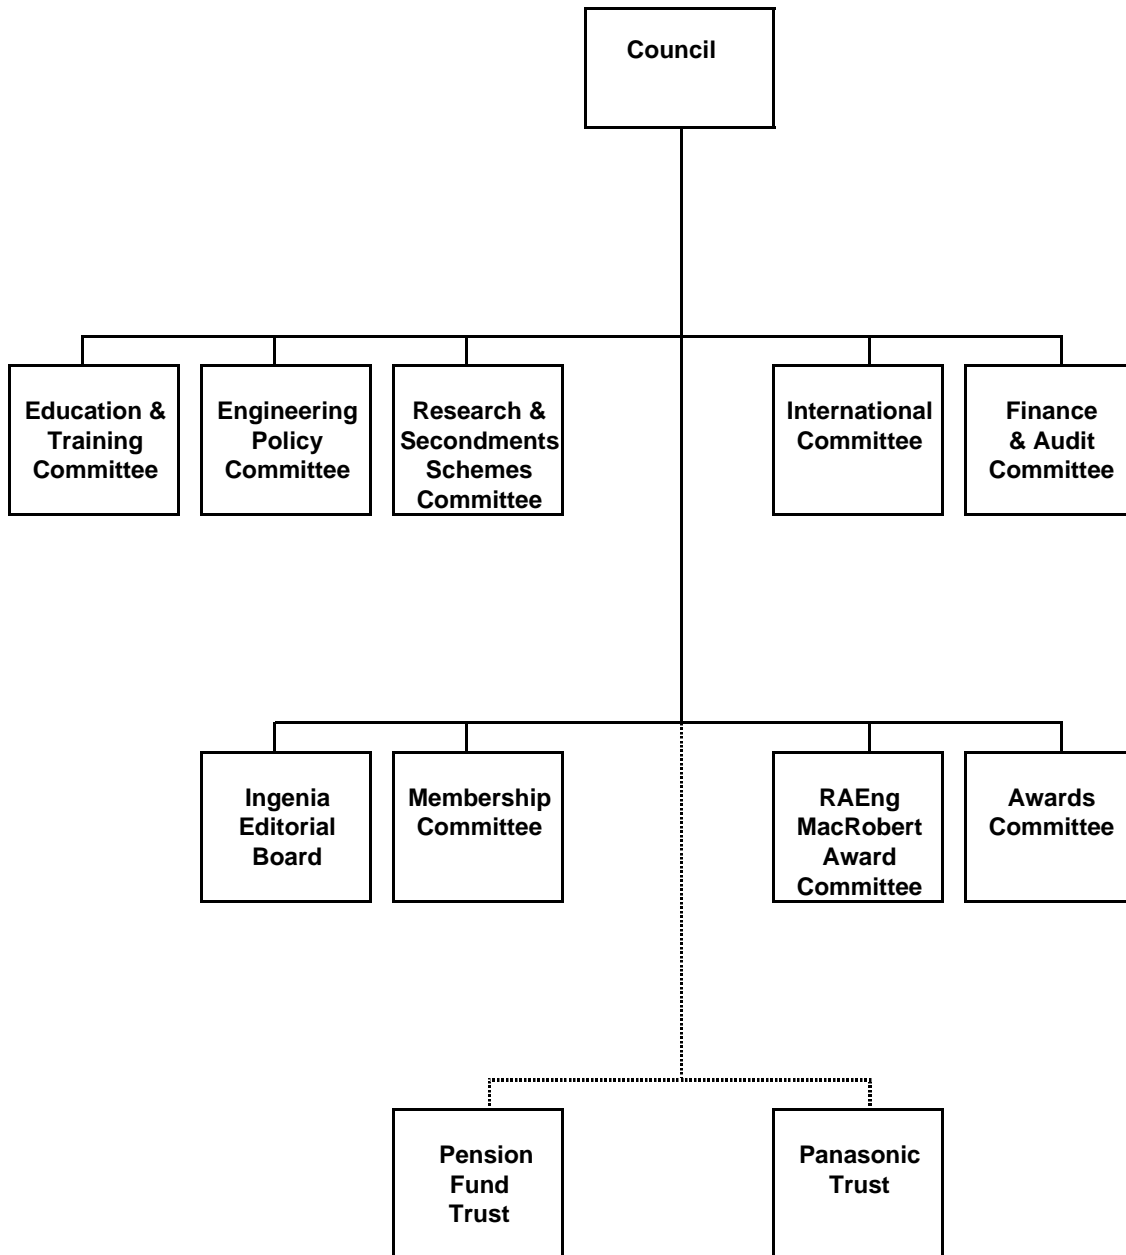 Council
Education &
Training
Committee
Engineering
Policy
Committee
Research &
Secondments
Schemes
Committee
International
Committee
Finance
& Audit
Committee
Ingenia
Editorial
Board
Membership
Committee
RAEng
MacRobert
Award
Committee
Awards
Committee
Pension
Fund
Trust
Panasonic
Trust